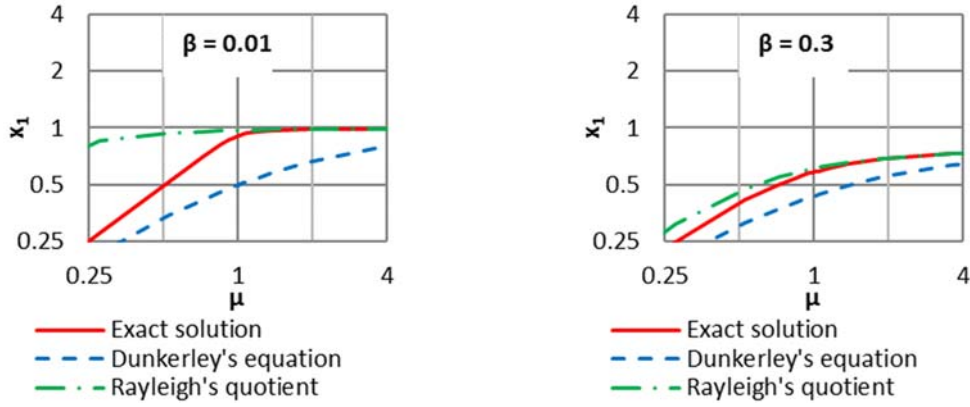 4
β = 0.01
2
1
x₁
0.5
0.25
0.25
1
4
μ
Exact solution
Dunkerley's equation
Rayleigh's quotient
4
β = 0.3
2
1
x₁
0.5
0.25
0.25
1
4
μ
Exact solution
Dunkerley's equation
Rayleigh's quotient